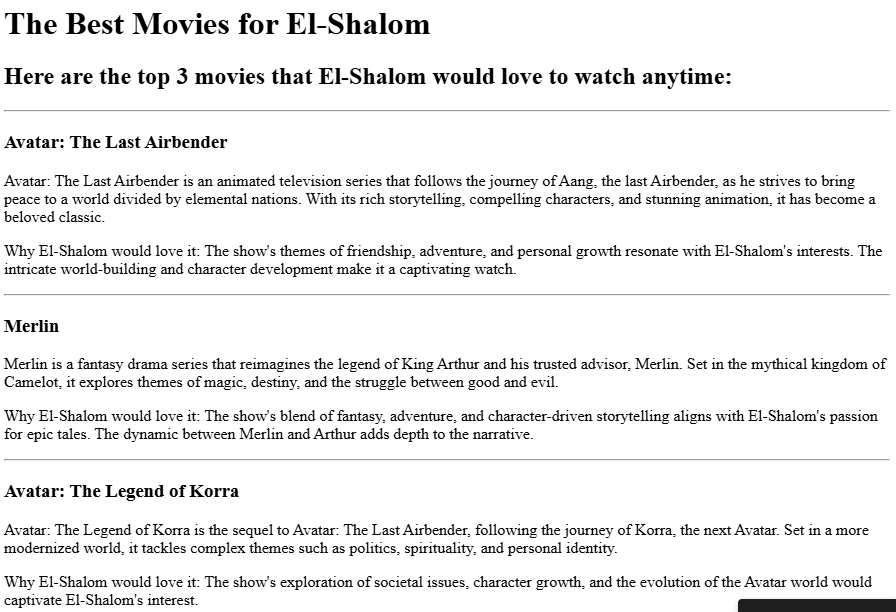 The Best Movies for El-Shalom
Here are the top 3 movies that El-Shalom would love to watch anytime:
Avatar: The Last Airbender
Avatar: The Last Airbender is an animated television series that follows the journey of Aang, the last Airbender, as he strives to bring
peace to a world divided by elemental nations. With its rich storytelling, compelling characters, and stunning animation, it has become a
beloved classic.
Why El-Shalom would love it: The show's themes of friendship, adventure, and personal growth resonate with El-Shalom's interests. The
intricate world-building and character development make it a captivating watch.
Merlin
Merlin is a fantasy drama series that reimagines the legend of King Arthur and his trusted advisor, Merlin. Set in the mythical kingdom of
Camelot, it explores themes of magic, destiny, and the struggle between good and evil.
Why El-Shalom would love it: The show's blend of fantasy, adventure, and character-driven storytelling aligns with El-Shalom's passion
for epic tales. The dynamic between Merlin and Arthur adds depth to the narrative.
Avatar: The Legend of Korra
Avatar: The Legend of Korra is the sequel to Avatar: The Last Airbender, following the journey of Korra, the next Avatar. Set in a more
modernized world, it tackles complex themes such as politics, spirituality, and personal identity.
Why El-Shalom would love it: The show's exploration of societal issues, character growth, and the evolution of the Avatar world would
captivate El-Shalom's interest.